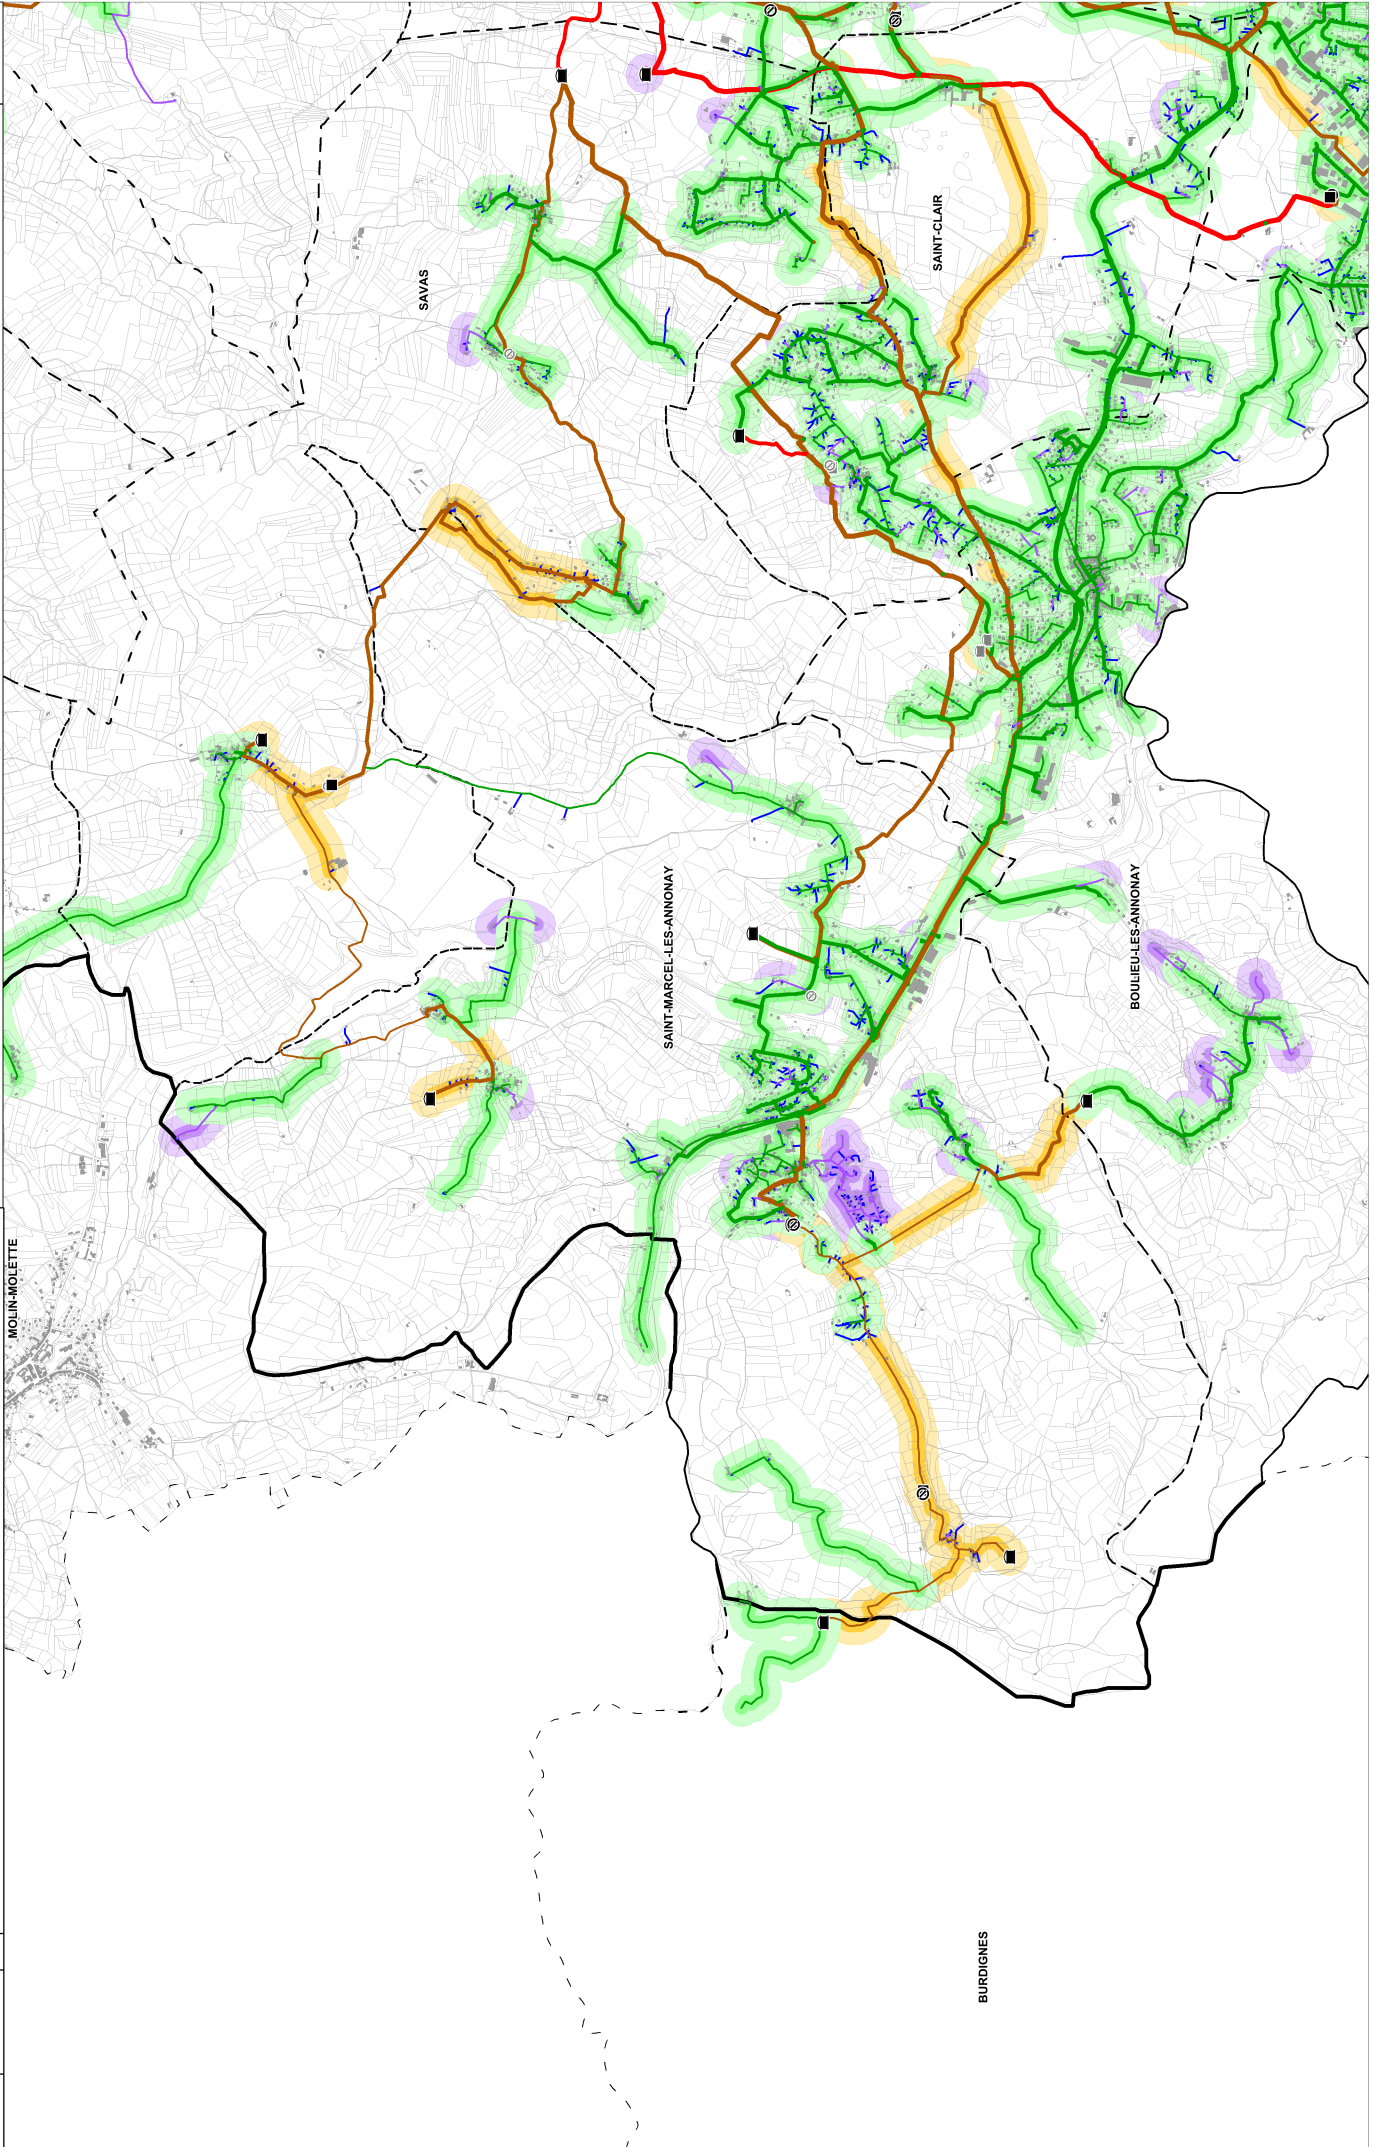 SAVAS
SAINT-CLAIR
SAINT-MARCEL-LES-ANNONAY
BOULIEU-LES-ANNONAY
MOLIN-MOLETTE
BURDIGNES